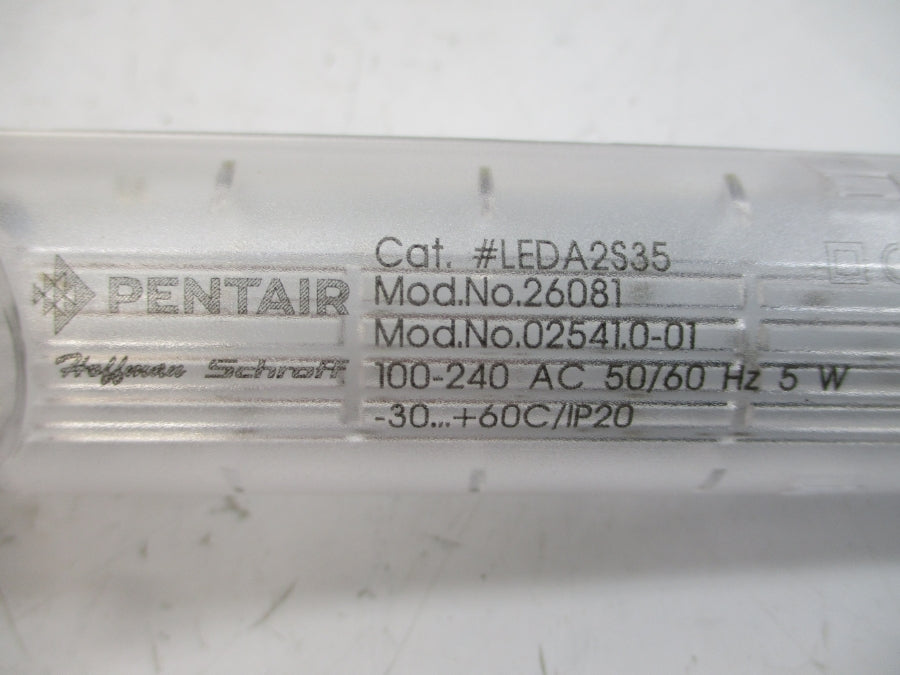 PENTAIR
Hoffman Schroff
Cat. #LEDA2S35
Mod.No.26081
Mod.No.02541.0-01
100-240 AC 50/60 Hz 5 W
-30...+60C/IP20